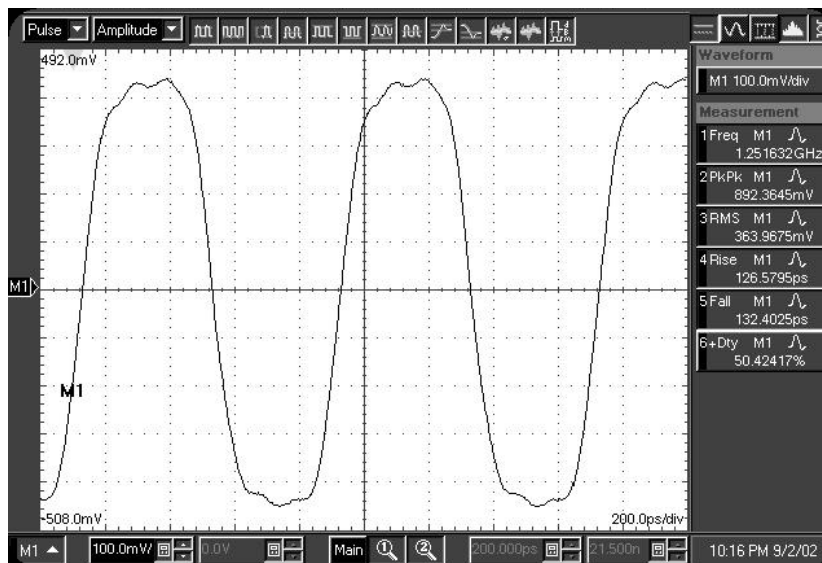 Pulse Amplitude
492.0mV
Waveform
M1 100.0mV/div
Measurement
1 Freq M1
1.251632GHz
2 PkPk M1
892.3645mV
3 RMS M1
363.9675mV
4 Rise M1
126.5795ps
5 Fall M1
132.4025ps
6 +Dty M1
50.42417%
M1
M1
-508.0mV 200.0ps/div
M1 100.0mV/ 0.0V Main 1 2 200.000ps 21.500n 10:16 PM 9/2/02